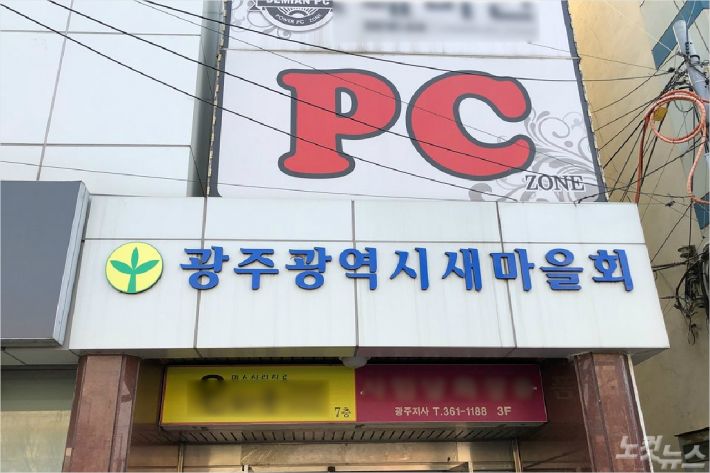 DEMIAN PC
POWER PC ZONE
PC
ZONE
광주광역시새마을회
7층
광주지사 T.361-1188 3F
노컷뉴스